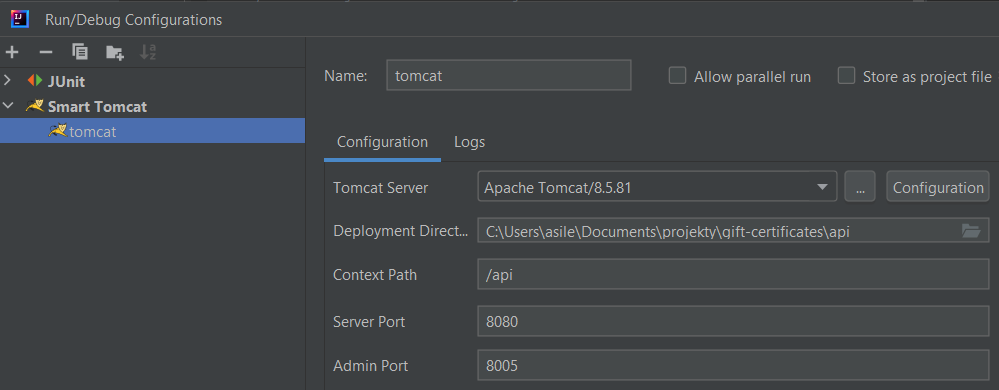 Run/Debug Configurations
JUnit
Smart Tomcat
tomcat
Name: tomcat
Allow parallel run
Store as project file
Configuration Logs
Tomcat Server Apache Tomcat/8.5.81 ... Configuration
Deployment Direct... C:\Users\asile\Documents\projekty\gift-certificates\api
Context Path /api
Server Port 8080
Admin Port 8005